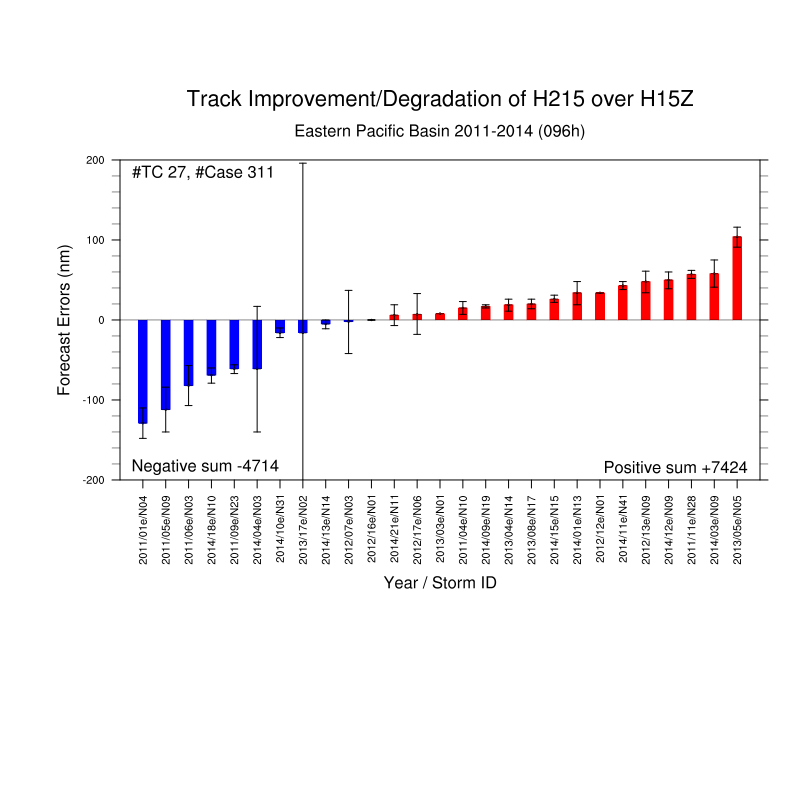 Track Improvement/Degradation of H215 over H15Z
Eastern Pacific Basin 2011-2014 (096h)
#TC 27, #Case 311
200
100
0
-100
-200
Forecast Errors (nm)
Negative sum -4714
Positive sum +7424
2011/01e/N04
2011/05e/N09
2011/06e/N03
2014/18e/N10
2011/09e/N23
2014/04e/N03
2014/10e/N31
2013/17e/N02
2014/13e/N14
2012/07e/N03
2012/16e/N01
2014/21e/N11
2012/17e/N06
2013/03e/N01
2011/04e/N10
2014/09e/N19
2013/04e/N14
2013/08e/N17
2014/15e/N15
2014/01e/N13
2012/12e/N01
2014/11e/N41
2012/13e/N09
2014/12e/N09
2012/11e/N28
2014/03e/N09
2013/05e/N05
Year / Storm ID